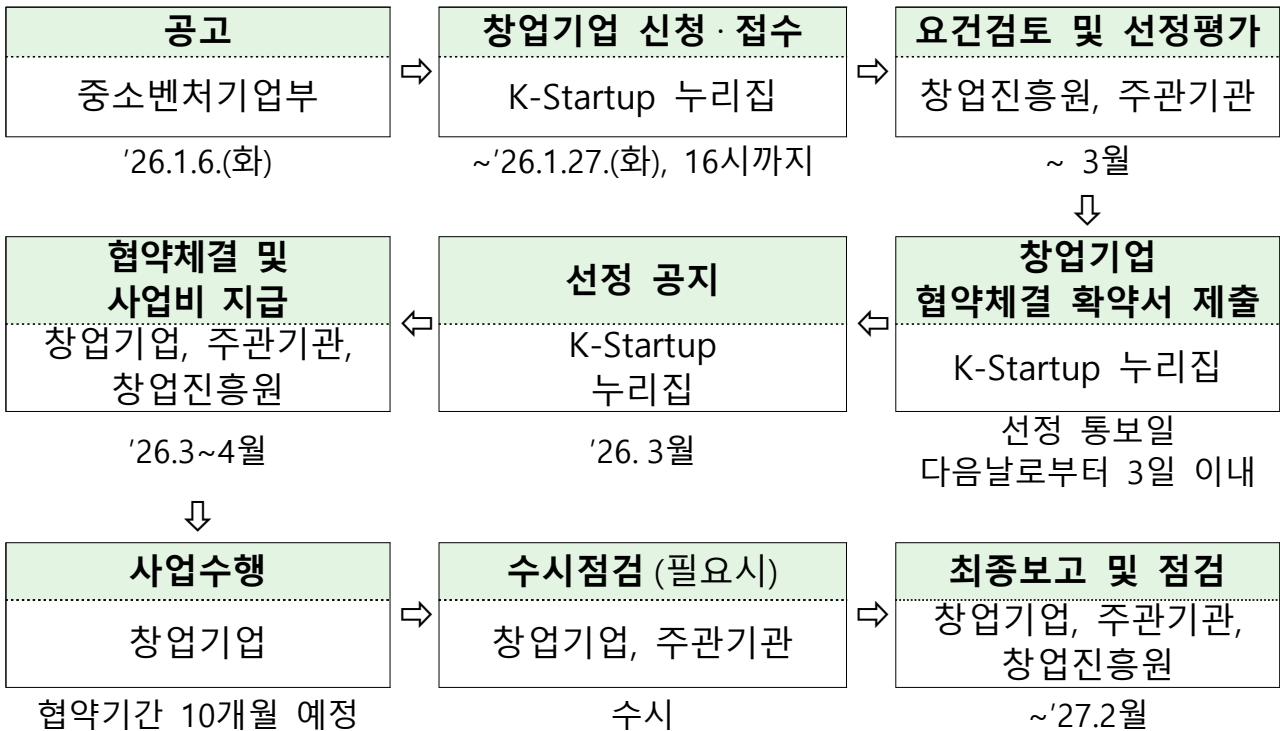 공고
중소벤처기업부
’26.1.6.(화)
⇨
창업기업 신청·접수
K-Startup 누리집
~’26.1.27.(화), 16시까지
⇨
요건검토 및 선정평가
창업진흥원, 주관기관
~ 3월
⇩
창업기업
협약체결 확약서 제출
K-Startup 누리집
선정 통보일
다음날로부터 3일 이내
⇦
선정 공지
K-Startup
누리집
’26. 3월
⇦
협약체결 및
사업비 지급
창업기업, 주관기관,
창업진흥원
’26.3~4월
⇩
사업수행
창업기업
협약기간 10개월 예정
⇨
수시점검 (필요시)
창업기업, 주관기관
수시
⇨
최종보고 및 점검
창업기업, 주관기관,
창업진흥원
~’27.2월